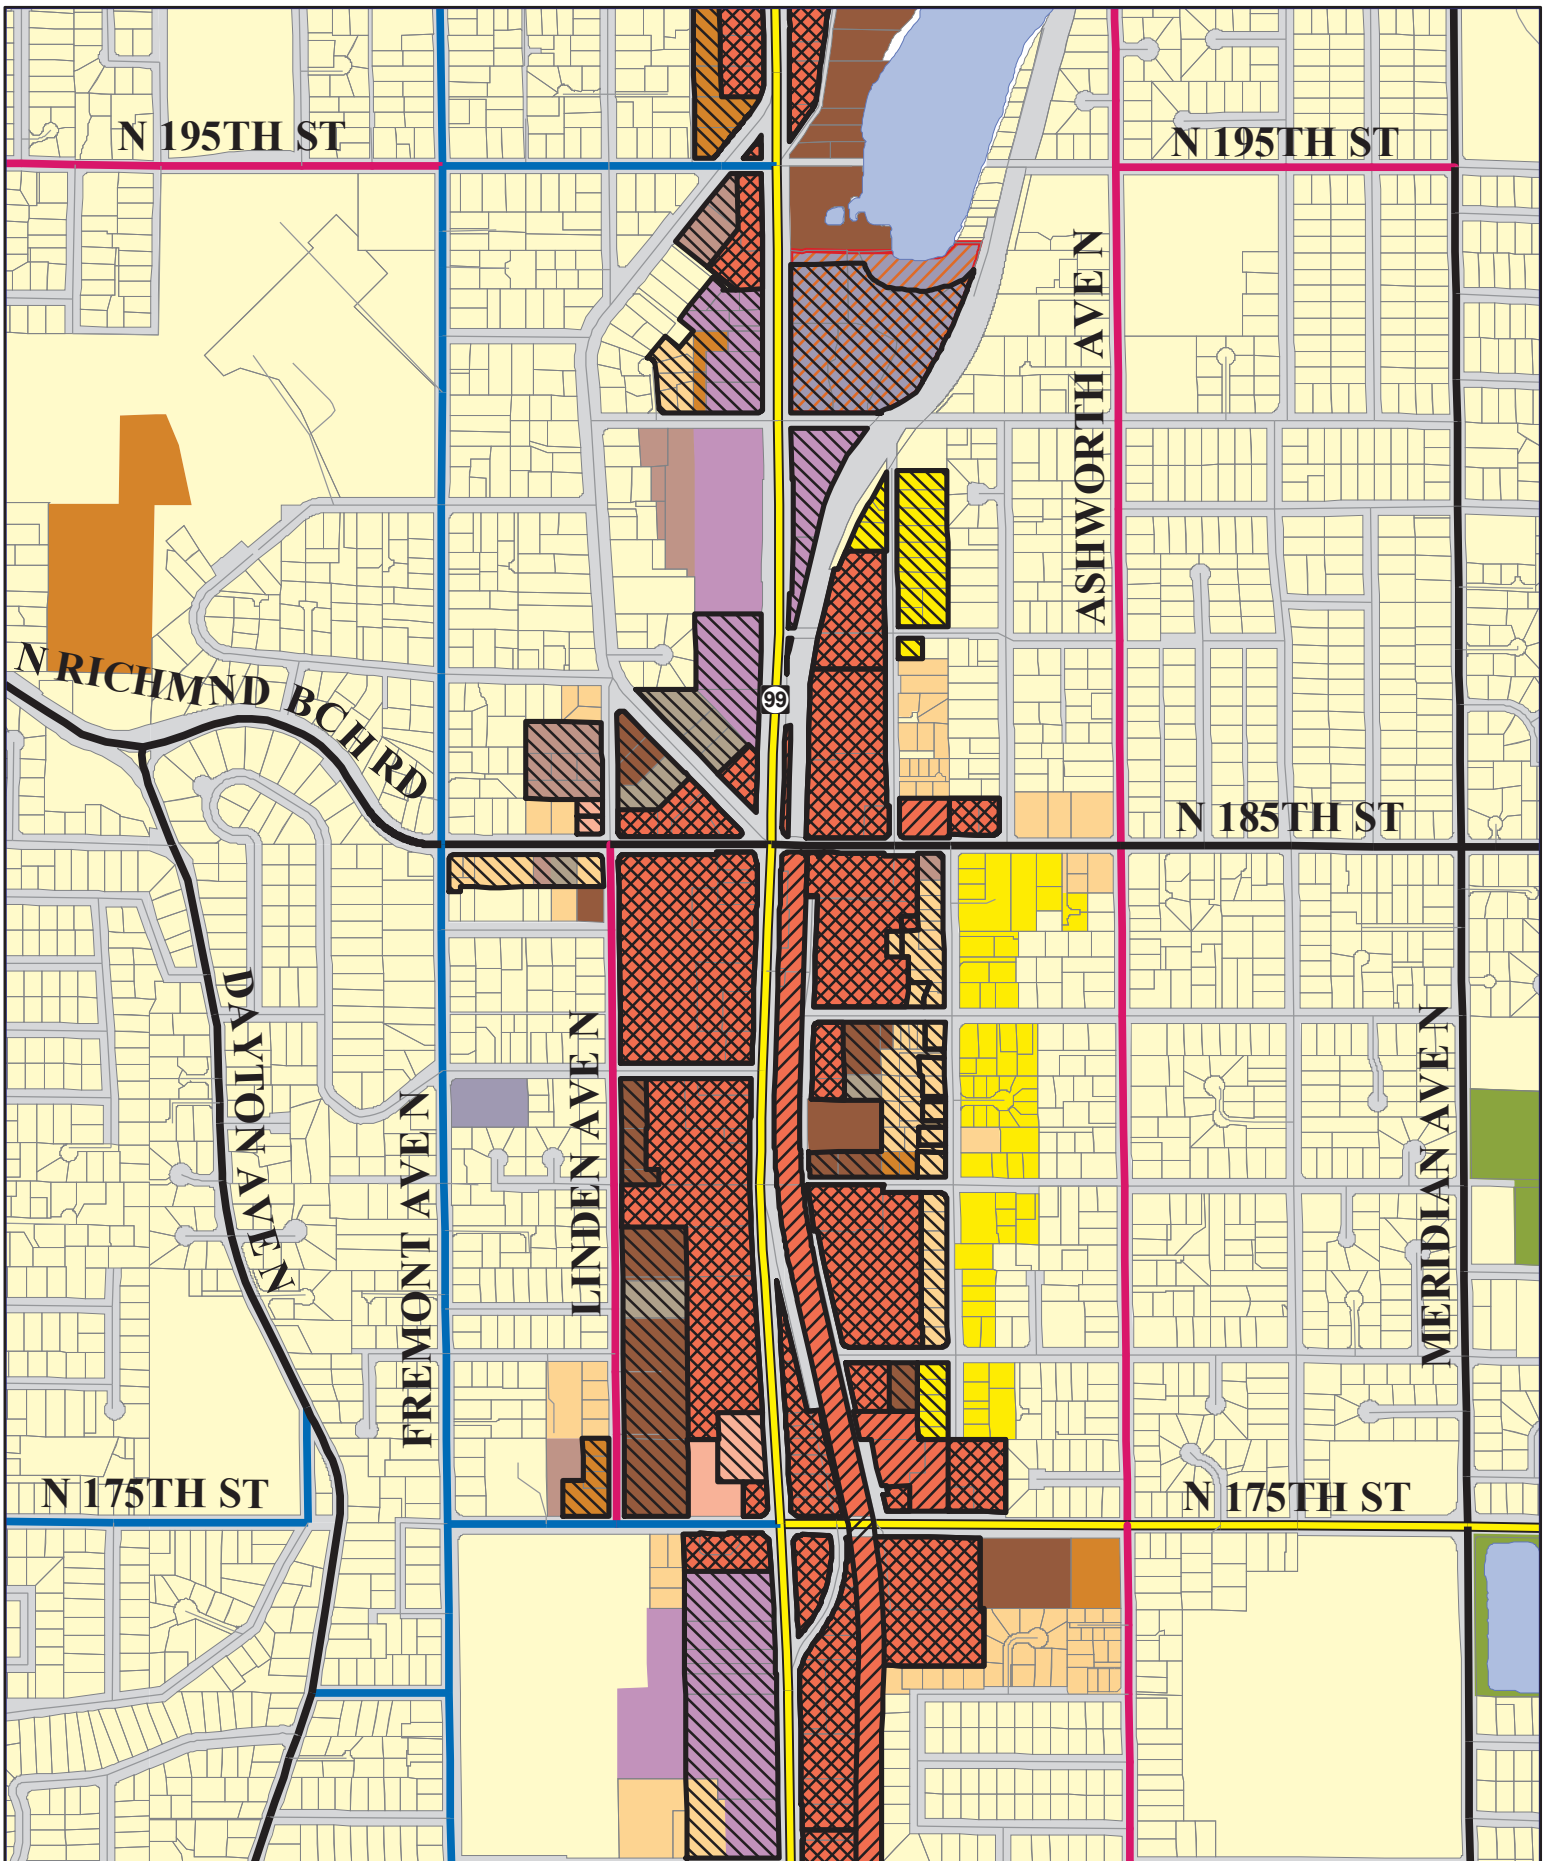 N 195TH ST
N 195TH ST
ASHWORTH AVE N
N RICHMND BCH RD
99
N 185TH ST
DAYTON AVE N
FREMONT AVE N
LINDEN AVE N
MERIDIAN AVE N
N 175TH ST
N 175TH ST